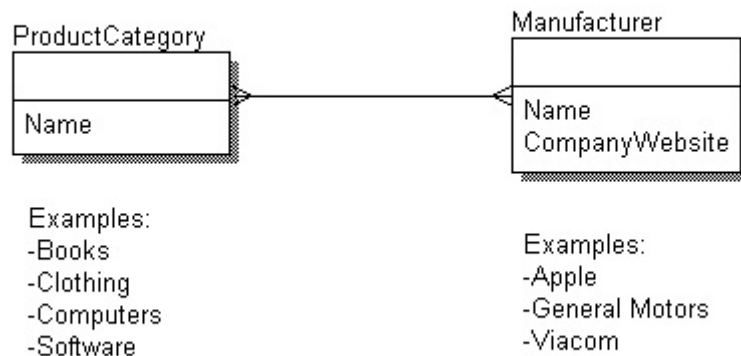 ProductCategory
Name
Examples:
-Books
-Clothing
-Computers
-Software
Manufacturer
Name
CompanyWebsite
Examples:
-Apple
-General Motors
-Viacom